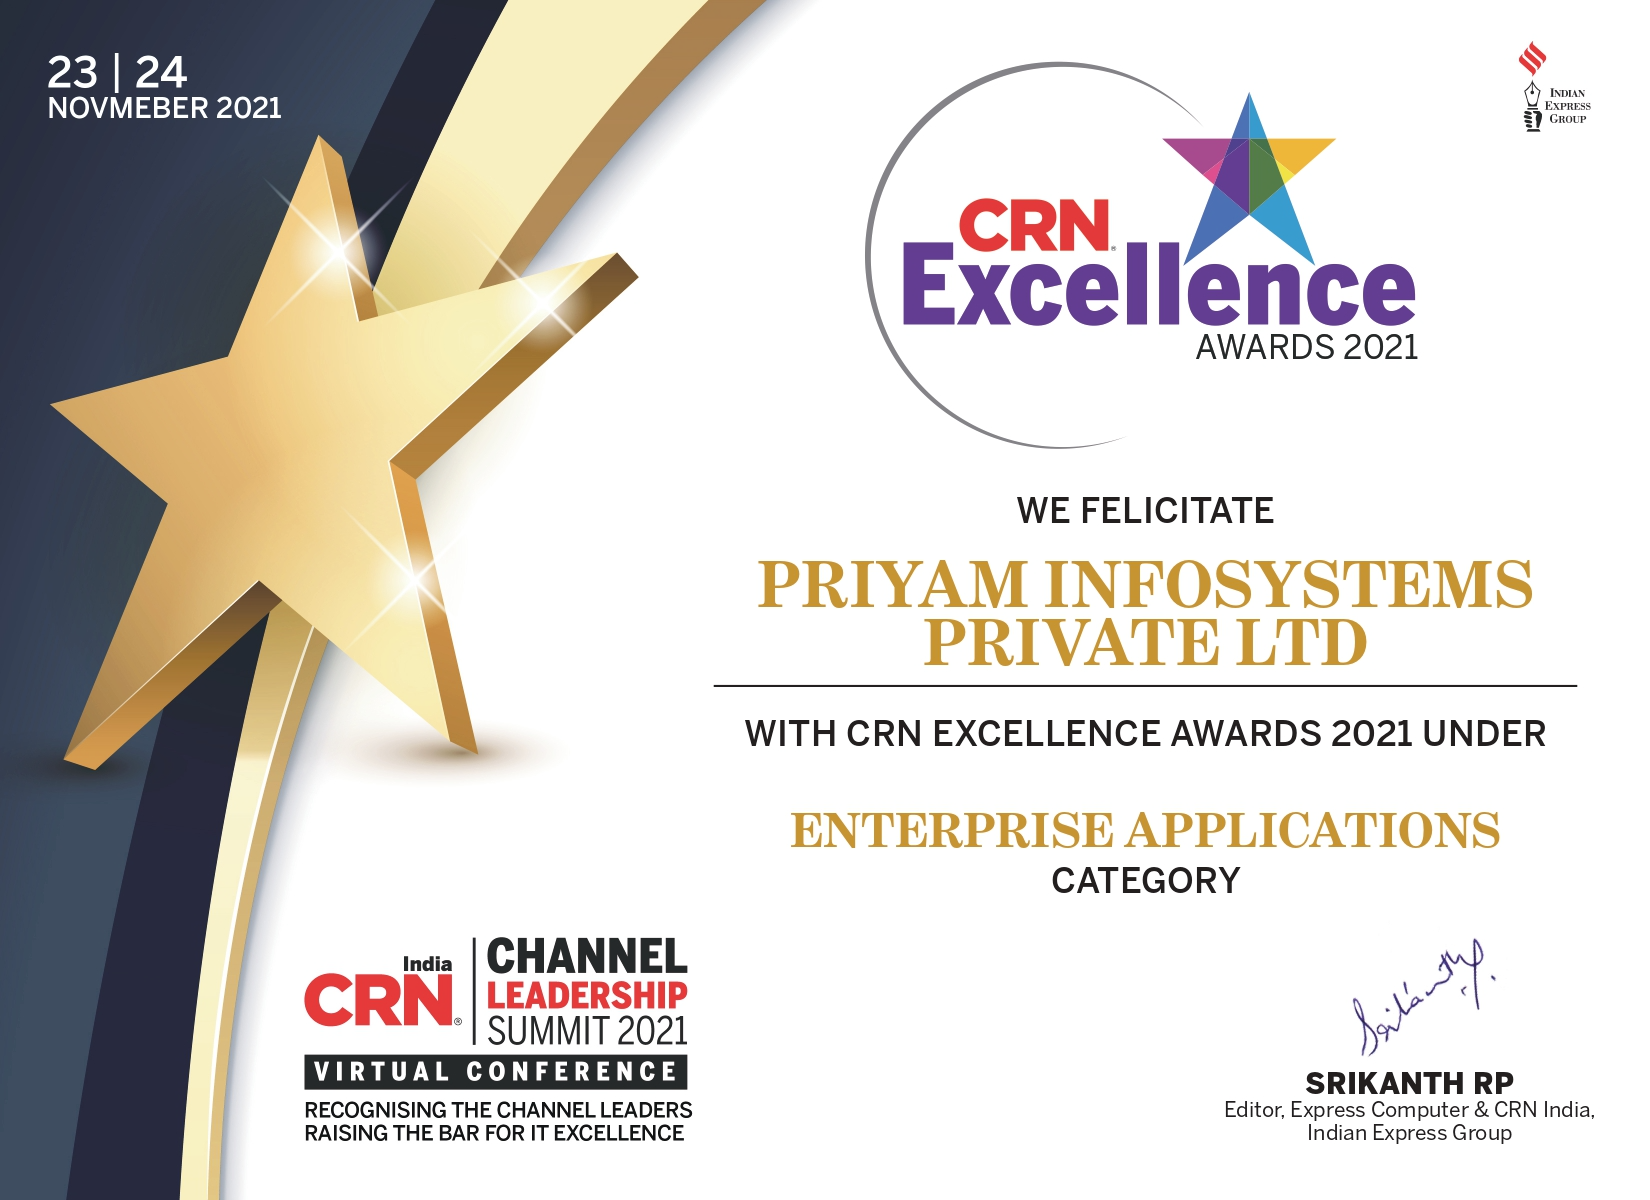 23 | 24
NOVMEBER 2021
INDIAN
EXPRESS
GROUP
CRN®
Excellence
AWARDS 2021
WE FELICITATE
PRIYAM INFOSYSTEMS
PRIVATE LTD
WITH CRN EXCELLENCE AWARDS 2021 UNDER
ENTERPRISE APPLICATIONS
CATEGORY
India
CRN®
CHANNEL
LEADERSHIP
SUMMIT 2021
VIRTUAL CONFERENCE
RECOGNISING THE CHANNEL LEADERS
RAISING THE BAR FOR IT EXCELLENCE
Srikanth RP.
SRIKANTH RP
Editor, Express Computer & CRN India,
Indian Express Group